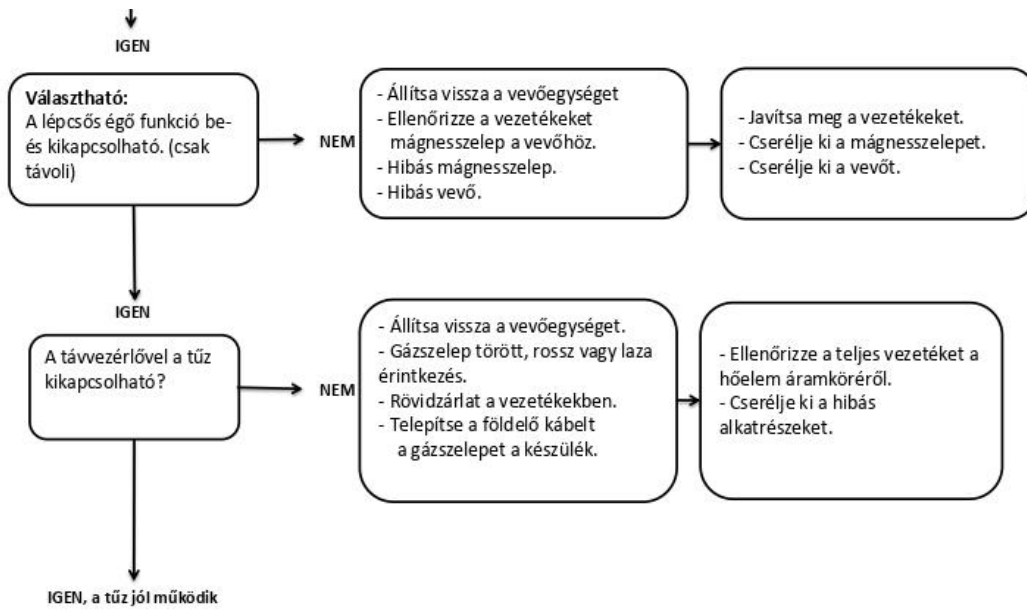 IGEN
Választható:
A lépcsős égő funkció be-
és kikapcsolható. (csak
távoli)
NEM
- Állítsa vissza a vevőegységet
- Ellenőrizze a vezetékeket
mágnesszelep a vevőhöz.
- Hibás mágnesszelep.
- Hibás vevő.
- Javítsa meg a vezetékeket.
- Cserélje ki a mágnesszelepet.
- Cserélje ki a vevőt.
IGEN
A távvezérlővel a tűz
kikapcsolható?
NEM
- Állítsa vissza a vevőegységet.
- Gázszelep törött, rossz vagy laza
érintkezés.
- Rövidzárlat a vezetékekben.
- Telepítse a földelő kábelt
a gázszelepet a készülék.
- Ellenőrizze a teljes vezetéket a
hőelem áramköréről.
- Cserélje ki a hibás
alkatrészeket.
IGEN, a tűz jól működik